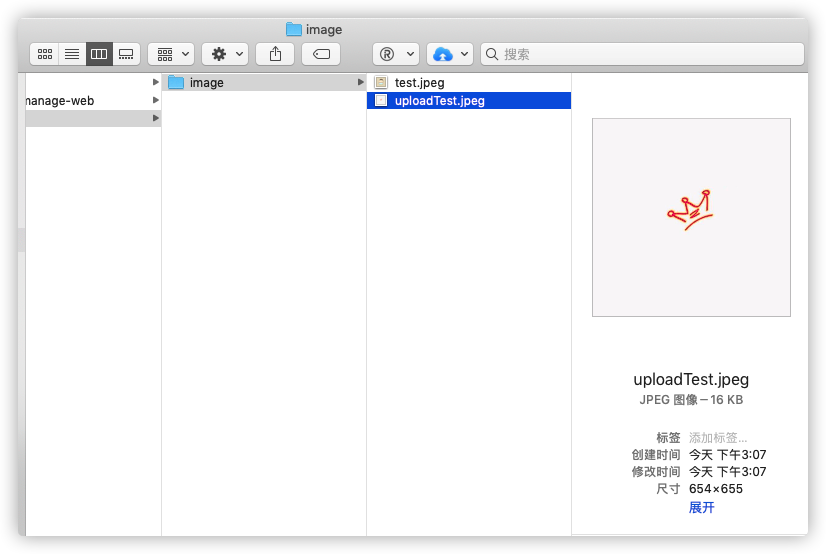 image
搜索
image
test.jpeg
manage-web
uploadTest.jpeg
uploadTest.jpeg
JPEG 图像 – 16 KB
标签 添加标签...
创建时间 今天 下午3:07
修改时间 今天 下午3:07
尺寸 654×655
展开